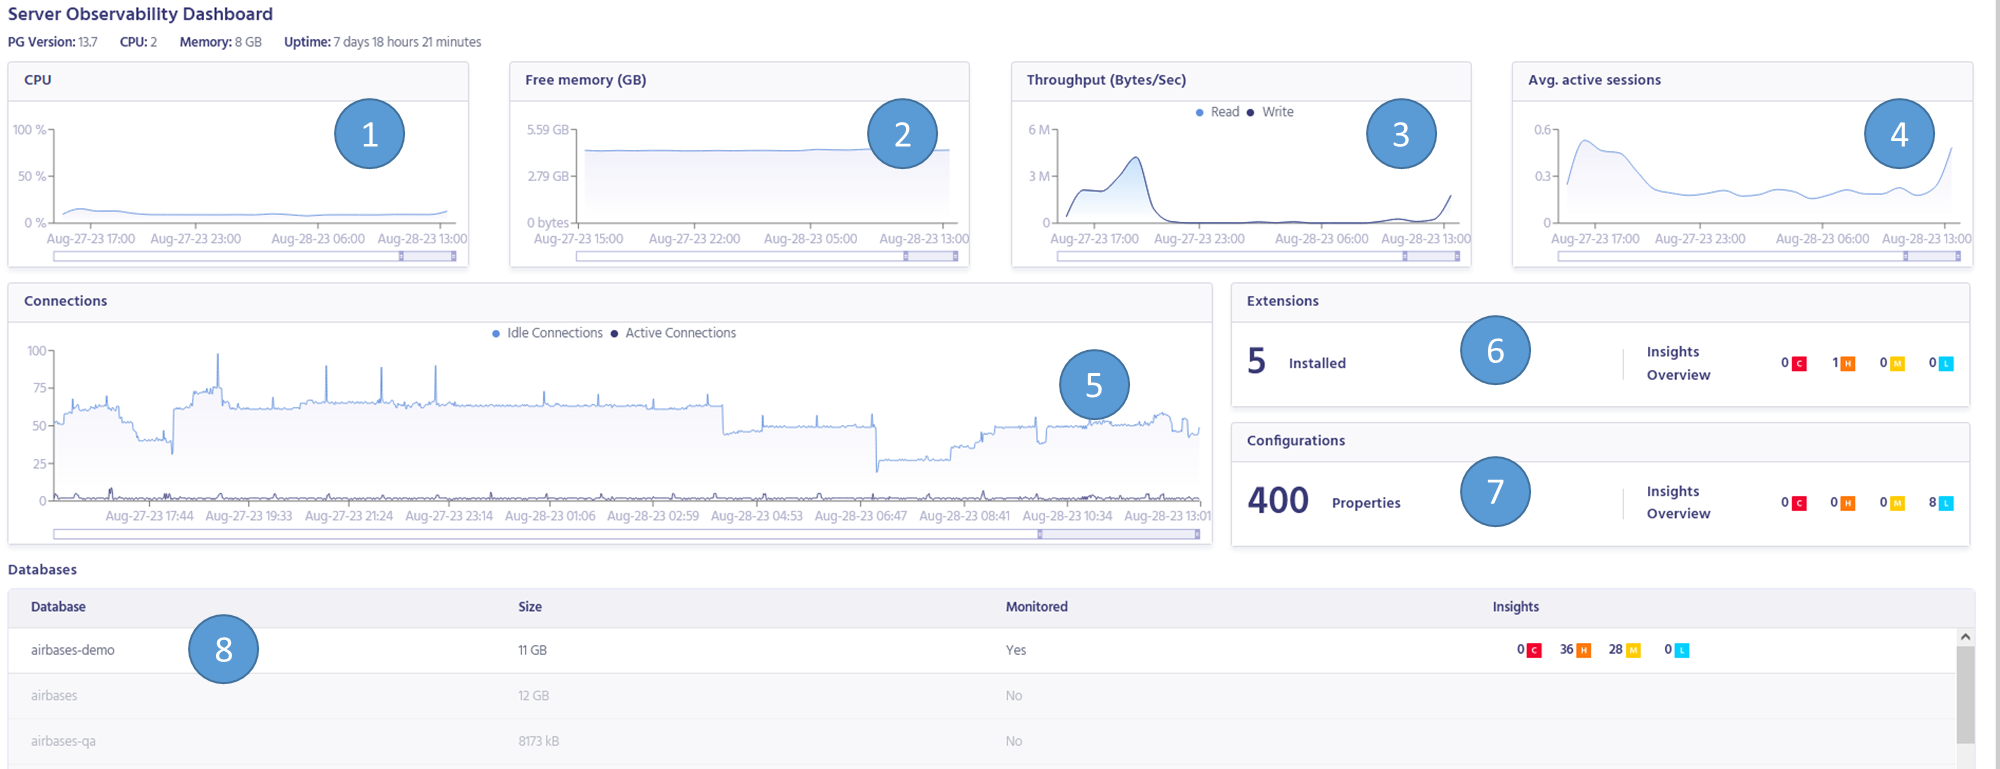 Server Observability Dashboard
PG Version: 13.7 CPU: 2 Memory: 8 GB Uptime: 7 days 18 hours 21 minutes
CPU
1
100 %
50 %
0 %
Aug-27-23 17:00 Aug-27-23 23:00 Aug-28-23 06:00 Aug-28-23 13:00
Free memory (GB)
2
5.59 GB
2.79 GB
0 bytes
Aug-27-23 15:00 Aug-27-23 22:00 Aug-28-23 05:00 Aug-28-23 13:00
Throughput (Bytes/Sec)
Read Write
3
6 M
3 M
0
Aug-27-23 17:00 Aug-27-23 23:00 Aug-28-23 06:00 Aug-28-23 13:00
Avg. active sessions
4
0.6
0.3
0
Aug-27-23 17:00 Aug-27-23 23:00 Aug-28-23 06:00 Aug-28-23 13:00
Connections
Idle Connections Active Connections
5
100
75
50
25
0
Aug-27-23 17:44 Aug-27-23 19:33 Aug-27-23 21:24 Aug-27-23 23:14 Aug-28-23 01:06 Aug-28-23 02:59 Aug-28-23 04:53 Aug-28-23 06:47 Aug-28-23 08:41 Aug-28-23 10:34 Aug-28-23 13:01
Extensions
5 Installed
6
Insights
Overview
0 C 1 H 0 M 0 L
Configurations
400 Properties
7
Insights
Overview
0 C 0 H 0 M 8 L
Databases
Database Size Monitored Insights
airbases-demo 8 11 GB Yes 0 C 36 H 28 M 0 L
airbases 12 GB No
airbases-qa 8173 kB No